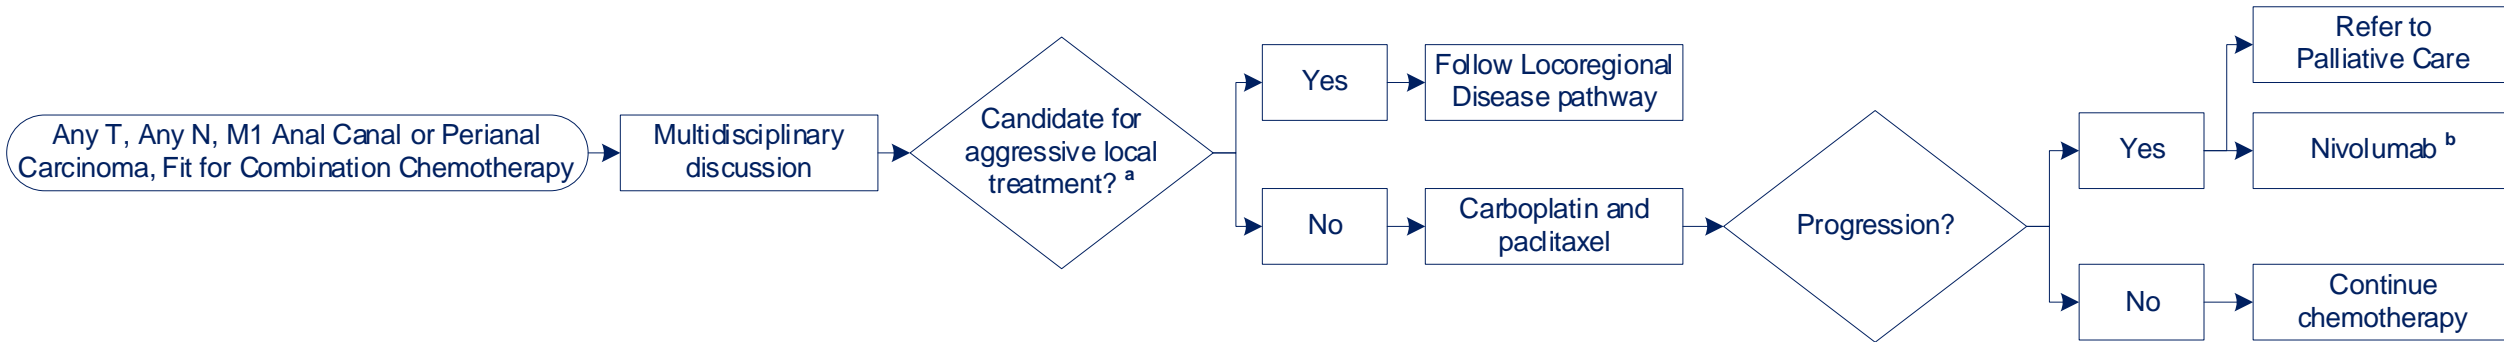 Any T, Any N, M1 Anal Canal or Perianal
Carcinoma, Fit for Combination Chemotherapy
Multidisciplinary
discussion
Candidate for
aggressive local
treatment? a
Yes
Follow Locoregional
Disease pathway
No
Carboplatin and
paclitaxel
Progression?
Yes
Refer to
Palliative Care
Nivolumab b
No
Continue
chemotherapy